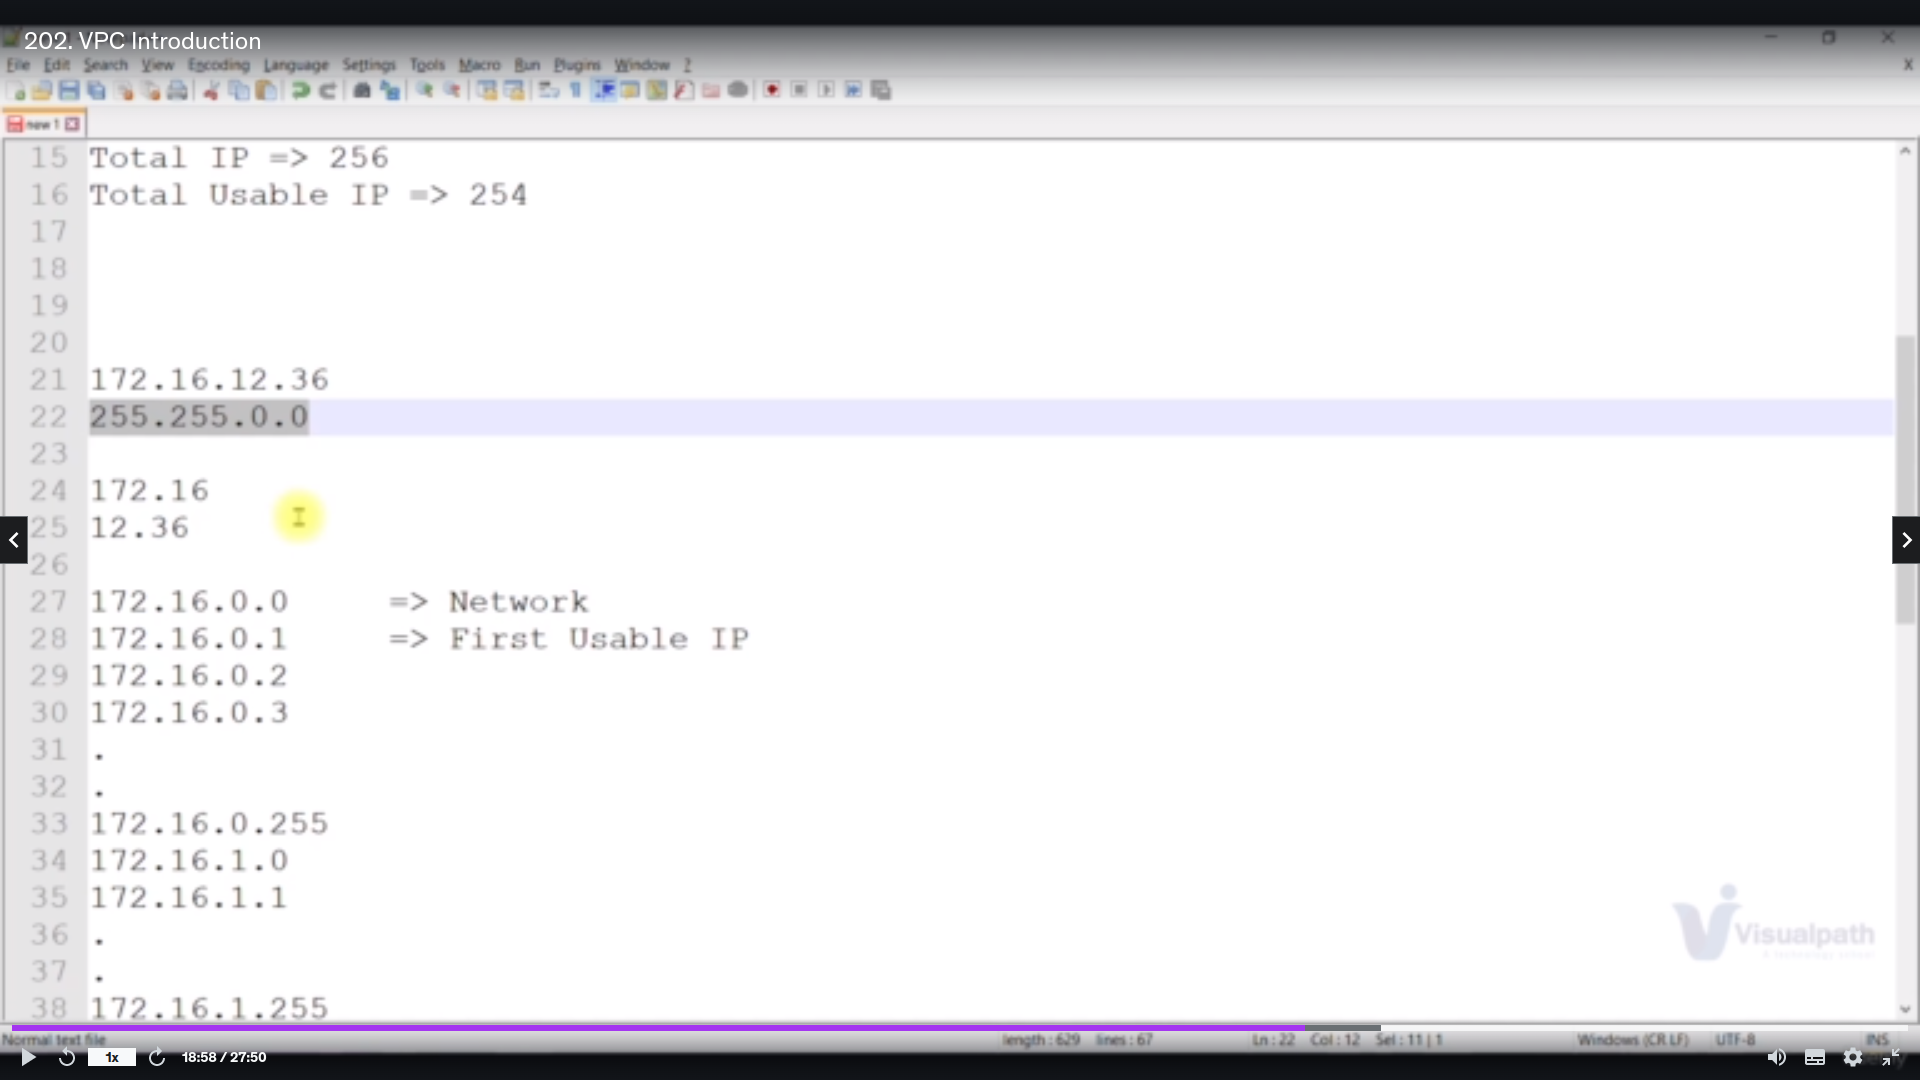 202. VPC Introduction
File Edit Search View Encoding Language Settings Tools Macro Run Plugins Window ?
X
new 1
15 Total IP => 256
16 Total Usable IP => 254
17
18
19
20
21 172.16.12.36
22 255.255.0.0
23
24 172.16
25 12.36
26
27 172.16.0.0 => Network
28 172.16.0.1 => First Usable IP
29 172.16.0.2
30 172.16.0.3
31 .
32 .
33 172.16.0.255
34 172.16.1.0
35 172.16.1.1
36 .
37 .
38 172.16.1.255
Visualpath
Normal text file length : 629 lines : 67 Ln : 22 Col : 12 Sel : 11 | 1 Windows (CR LF) UTF-8 INS
1x 18:58 / 27:50